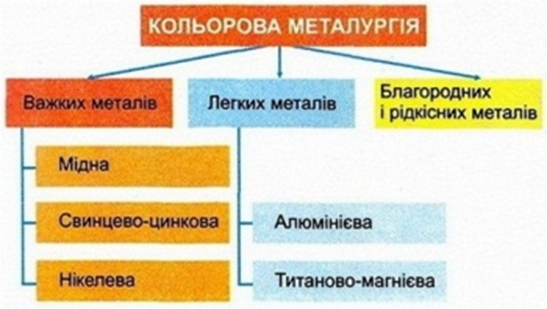 КОЛЬОРОВА МЕТАЛУРГІЯ
Важких металів
Легких металів
Благородних
і рідкісних металів
Мідна
Свинцево-цинкова
Алюмінієва
Нікелева
Титаново-магнієва